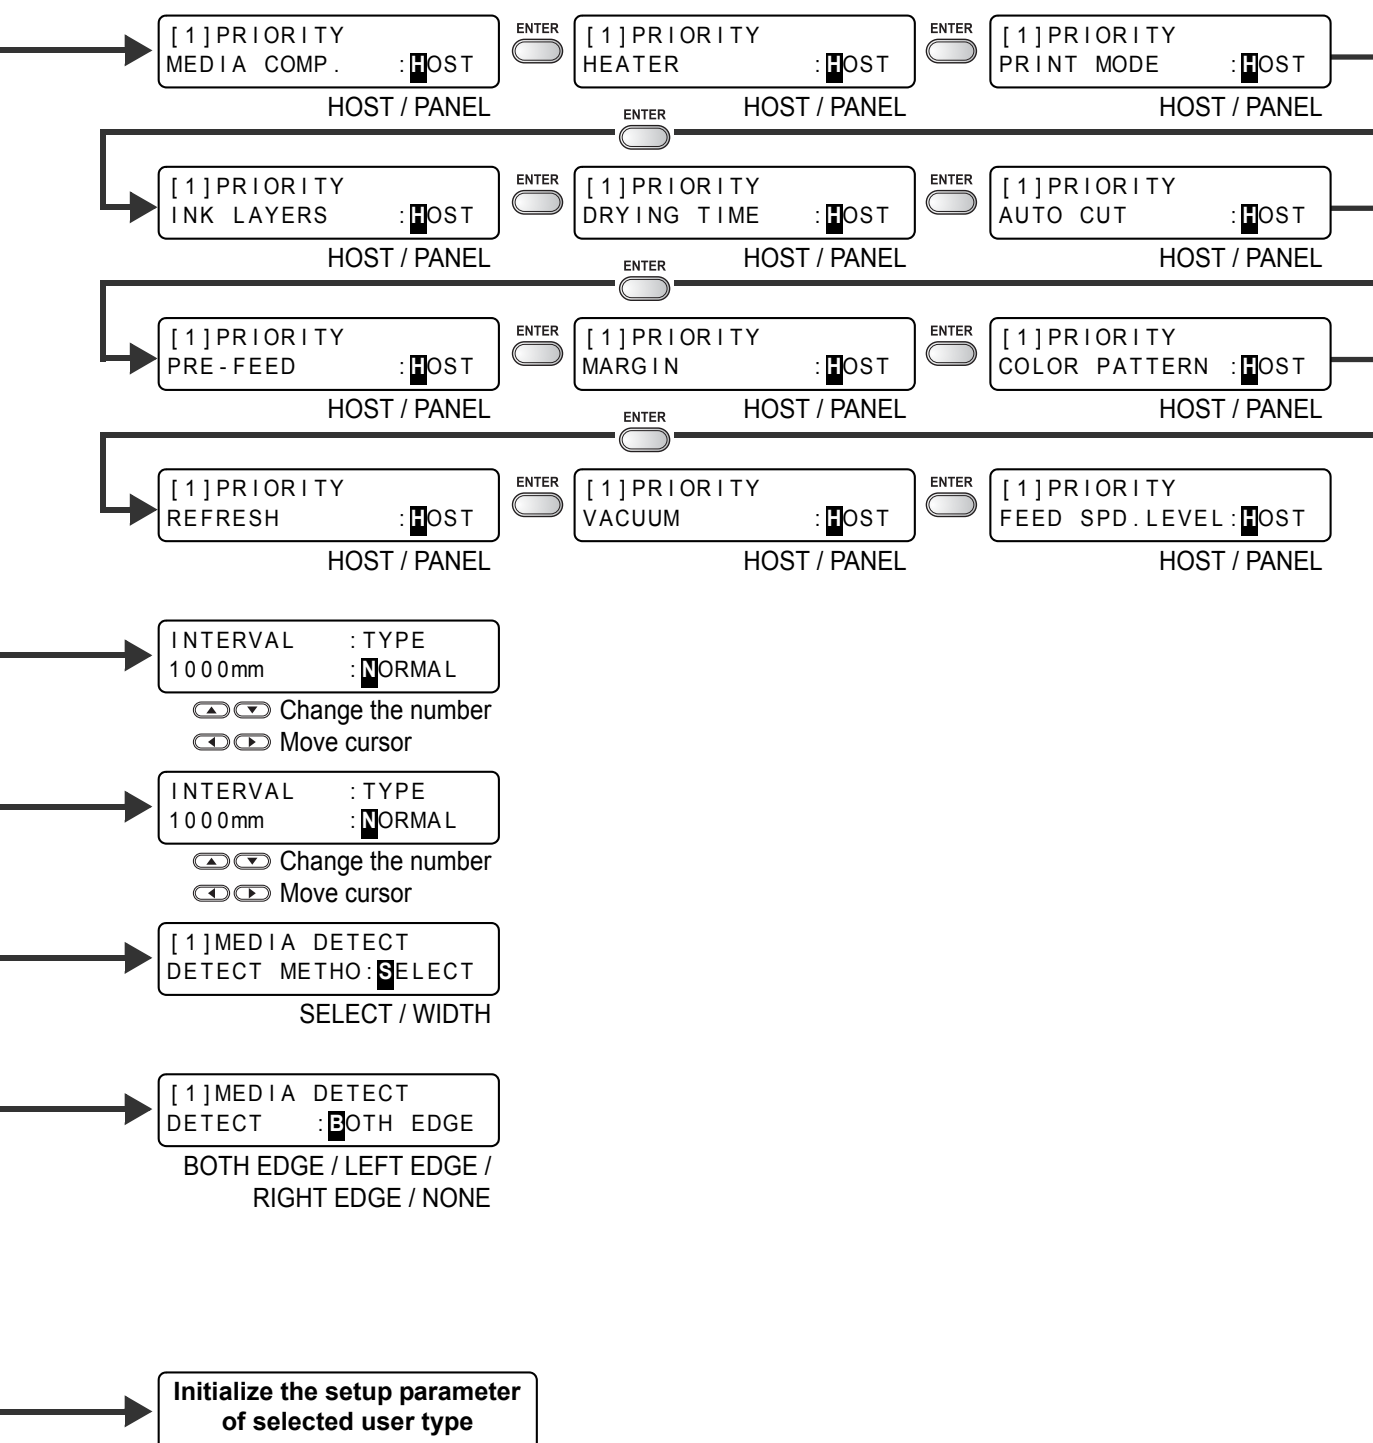 [1]PRIORITY ENTER [1]PRIORITY ENTER [1]PRIORITY
MEDIA COMP. :HOST HEATER :HOST PRINT MODE :HOST
HOST / PANEL HOST / PANEL HOST / PANEL
ENTER
[1]PRIORITY ENTER [1]PRIORITY ENTER [1]PRIORITY
INK LAYERS :HOST DRYING TIME :HOST AUTO CUT :HOST
HOST / PANEL HOST / PANEL HOST / PANEL
ENTER
[1]PRIORITY ENTER [1]PRIORITY ENTER [1]PRIORITY
PRE-FEED :HOST MARGIN :HOST COLOR PATTERN :HOST
HOST / PANEL HOST / PANEL HOST / PANEL
ENTER
[1]PRIORITY ENTER [1]PRIORITY ENTER [1]PRIORITY
REFRESH :HOST VACUUM :HOST FEED SPD.LEVEL:HOST
HOST / PANEL HOST / PANEL HOST / PANEL
INTERVAL :TYPE
1000mm :NORMAL
Change the number
Move cursor
INTERVAL :TYPE
1000mm :NORMAL
Change the number
Move cursor
[1]MEDIA DETECT
DETECT METHO:SELECT
SELECT / WIDTH
[1]MEDIA DETECT
DETECT :BOTH EDGE
BOTH EDGE / LEFT EDGE /
RIGHT EDGE / NONE
Initialize the setup parameter
of selected user type